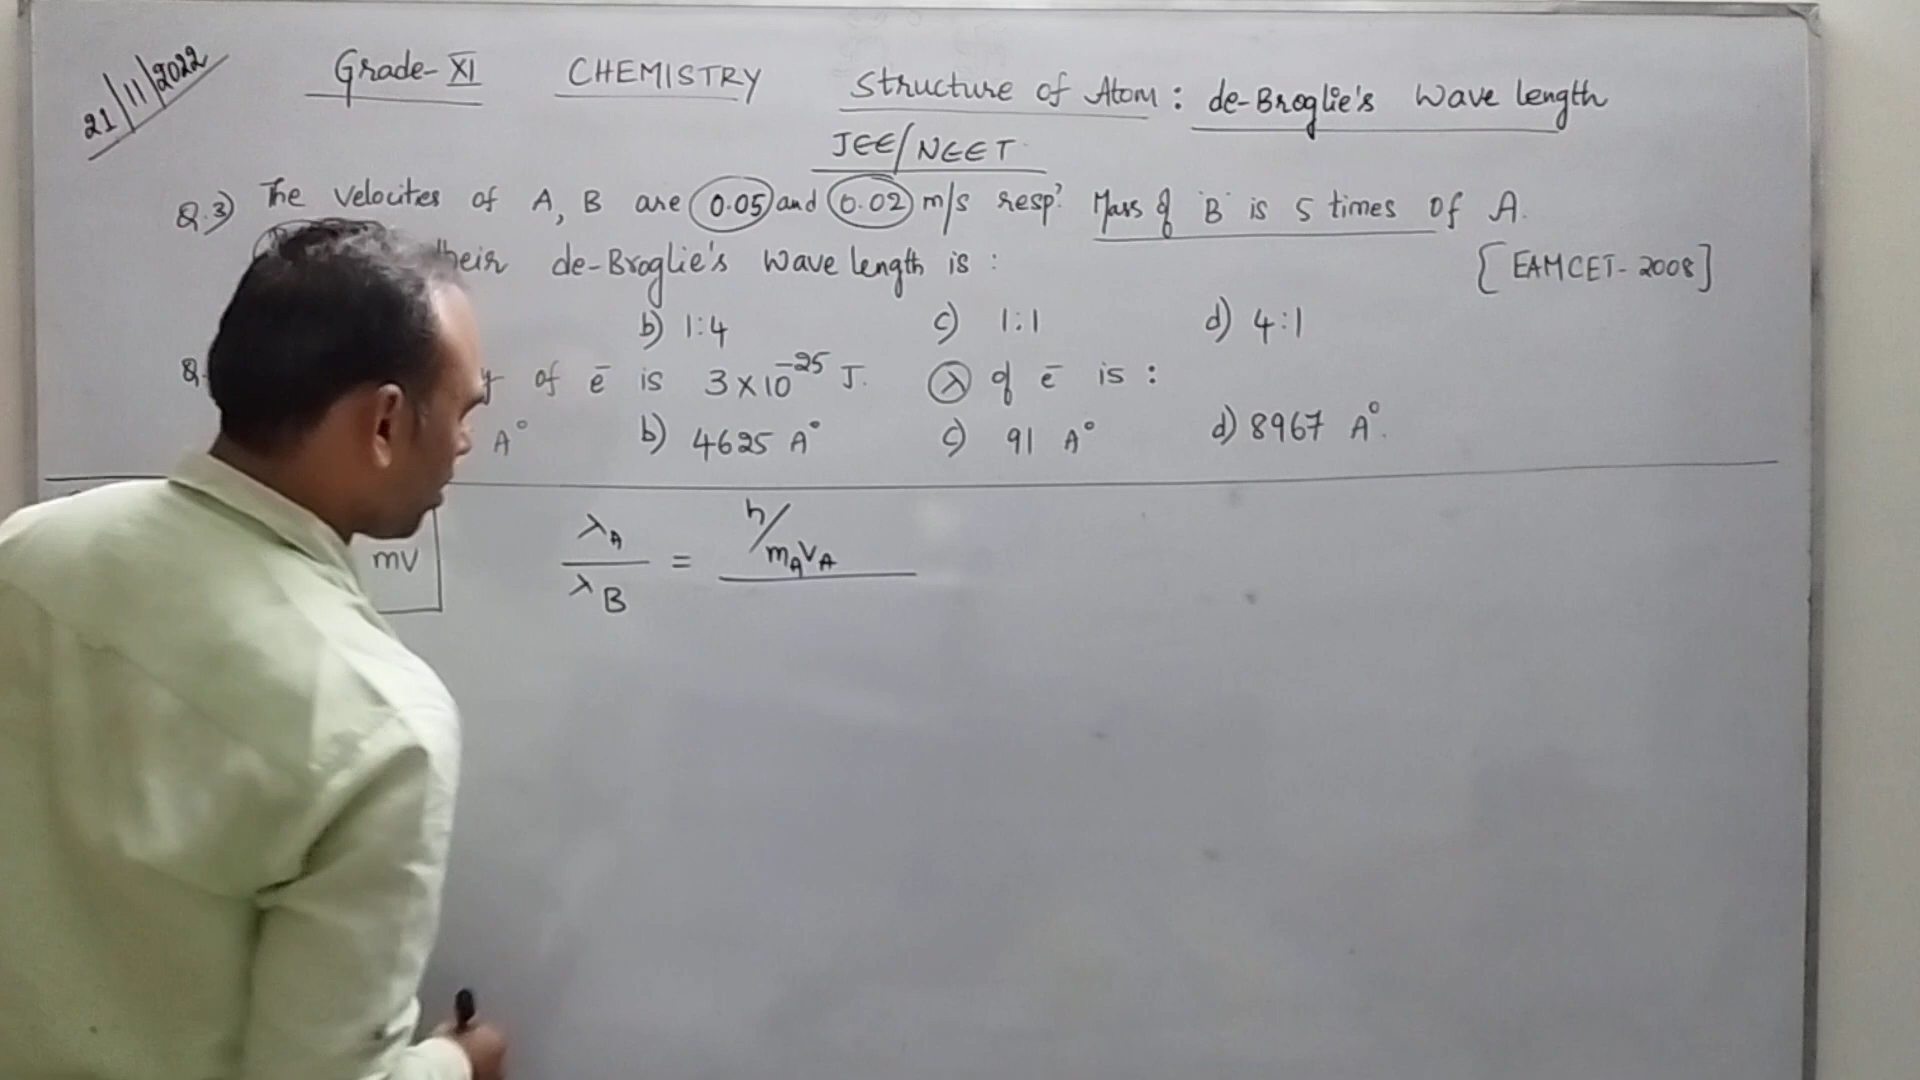 21/11/2022
Grade-XI CHEMISTRY Structure of Atom: de-Broglie's wave length
JEE/NEET
Q.3) The velocities of A, B are 0.05 and 0.02 m/s resp. Mass of 'B' is 5 times of A.
their de-Broglie's wave length is :
[EAMCET-2008]
b) 1:4 c) 1:1 d) 4:1
of e⁻ is 3×10⁻²⁵ J. λ of e⁻ is :
A° b) 4625 A° c) 91 A° d) 8967 A°.
mv λA/λB = h/mAvA